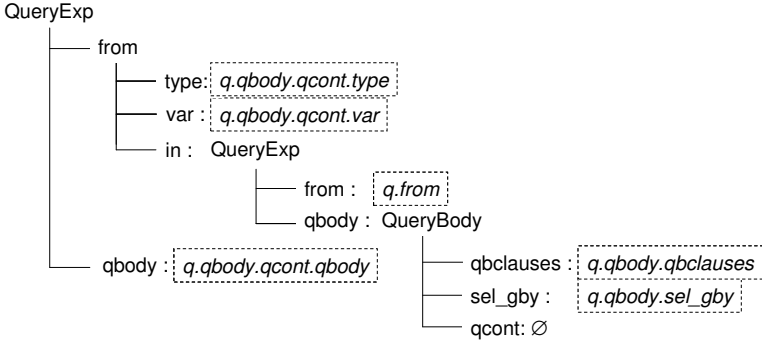 QueryExp
from
type: q.qbody.qcont.type
var : q.qbody.qcont.var
in : QueryExp
from : q.from
qbody : QueryBody
qbody : q.qbody.qcont.qbody
qbclauses : q.qbody.qbclauses
sel_gby : q.qbody.sel_gby
qcont: ∅